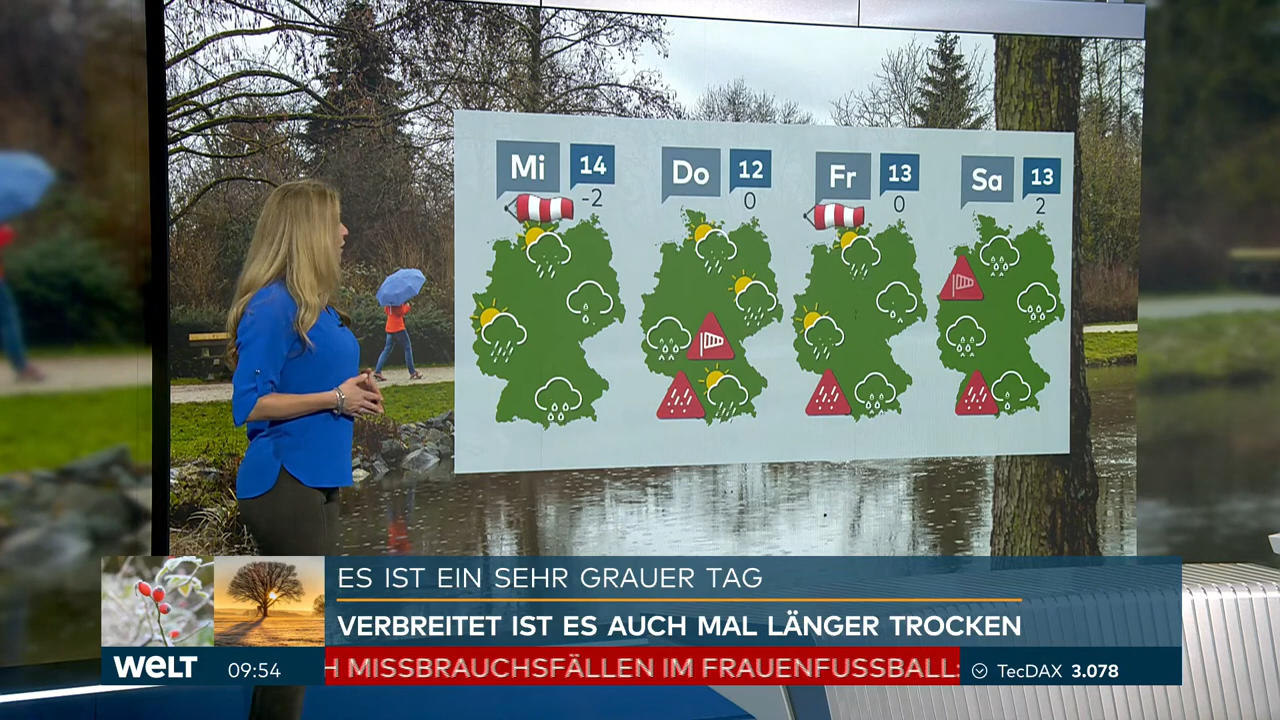 Mi 14 -2
Do 12 0
Fr 13 0
Sa 13 2
ES IST EIN SEHR GRAUER TAG
VERBREITET IST ES AUCH MAL LÄNGER TROCKEN
WELT 09:54 H MISSBRAUCHSFÄLLEN IM FRAUENFUSSBALL: TecDAX 3.078